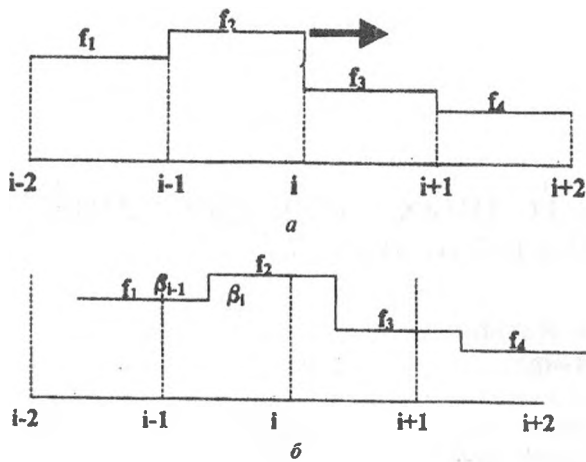 f₁ f₂ f₃ f₄
i-2 i-1 i i+1 i+2
а
f₁ βᵢ₋₁ f₂ βᵢ f₃ f₄
i-2 i-1 i i+1 i+2
б